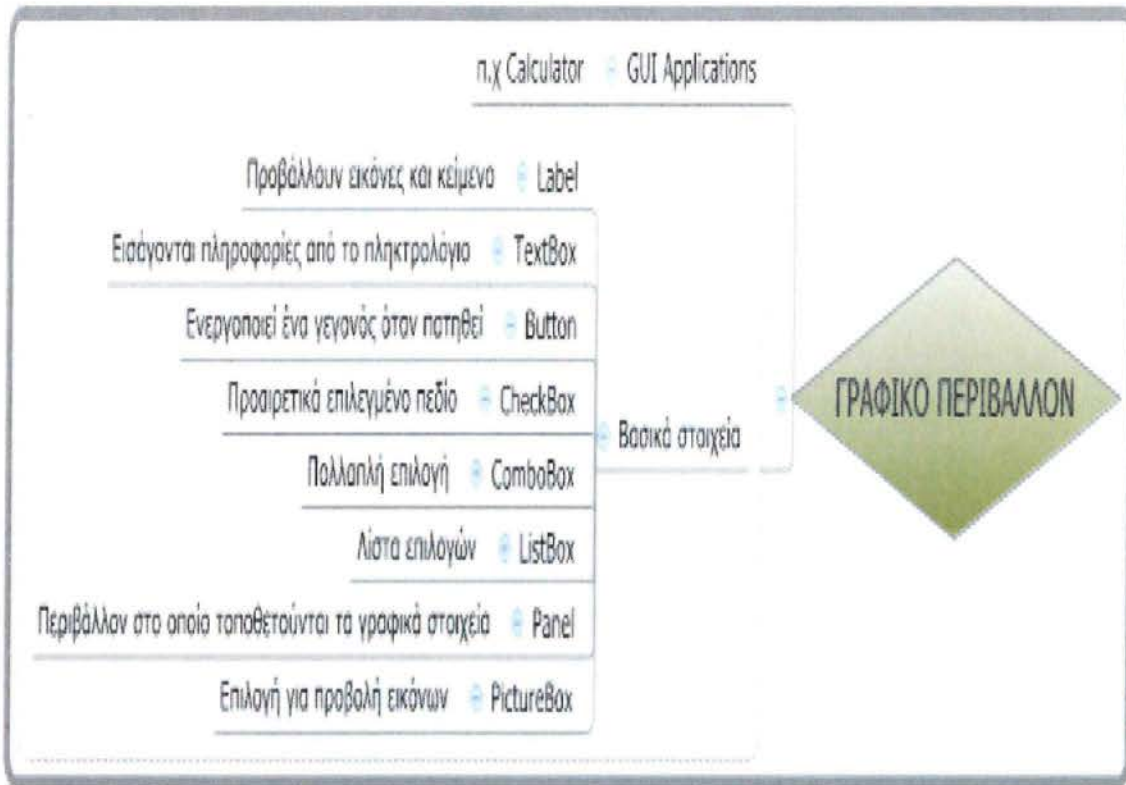 π.χ Calculator GUI Applications
Προβάλλουν εικόνες και κείμενο Label
Εισάγονται πληροφορίες από το πληκτρολόγιο TextBox
Ενεργοποιεί ένα γεγονός όταν πατηθεί Button
Προαιρετικά επιλεγμένο πεδίο CheckBox
Πολλαπλή επιλογή ComboBox
Λίστα επιλογών ListBox
Περιβάλλον στο οποίο τοποθετούνται τα γραφικά στοιχεία Panel
Επιλογή για προβολή εικόνων PictureBox
Βασικά στοιχεία
ΓΡΑΦΙΚΟ ΠΕΡΙΒΑΛΛΟΝ